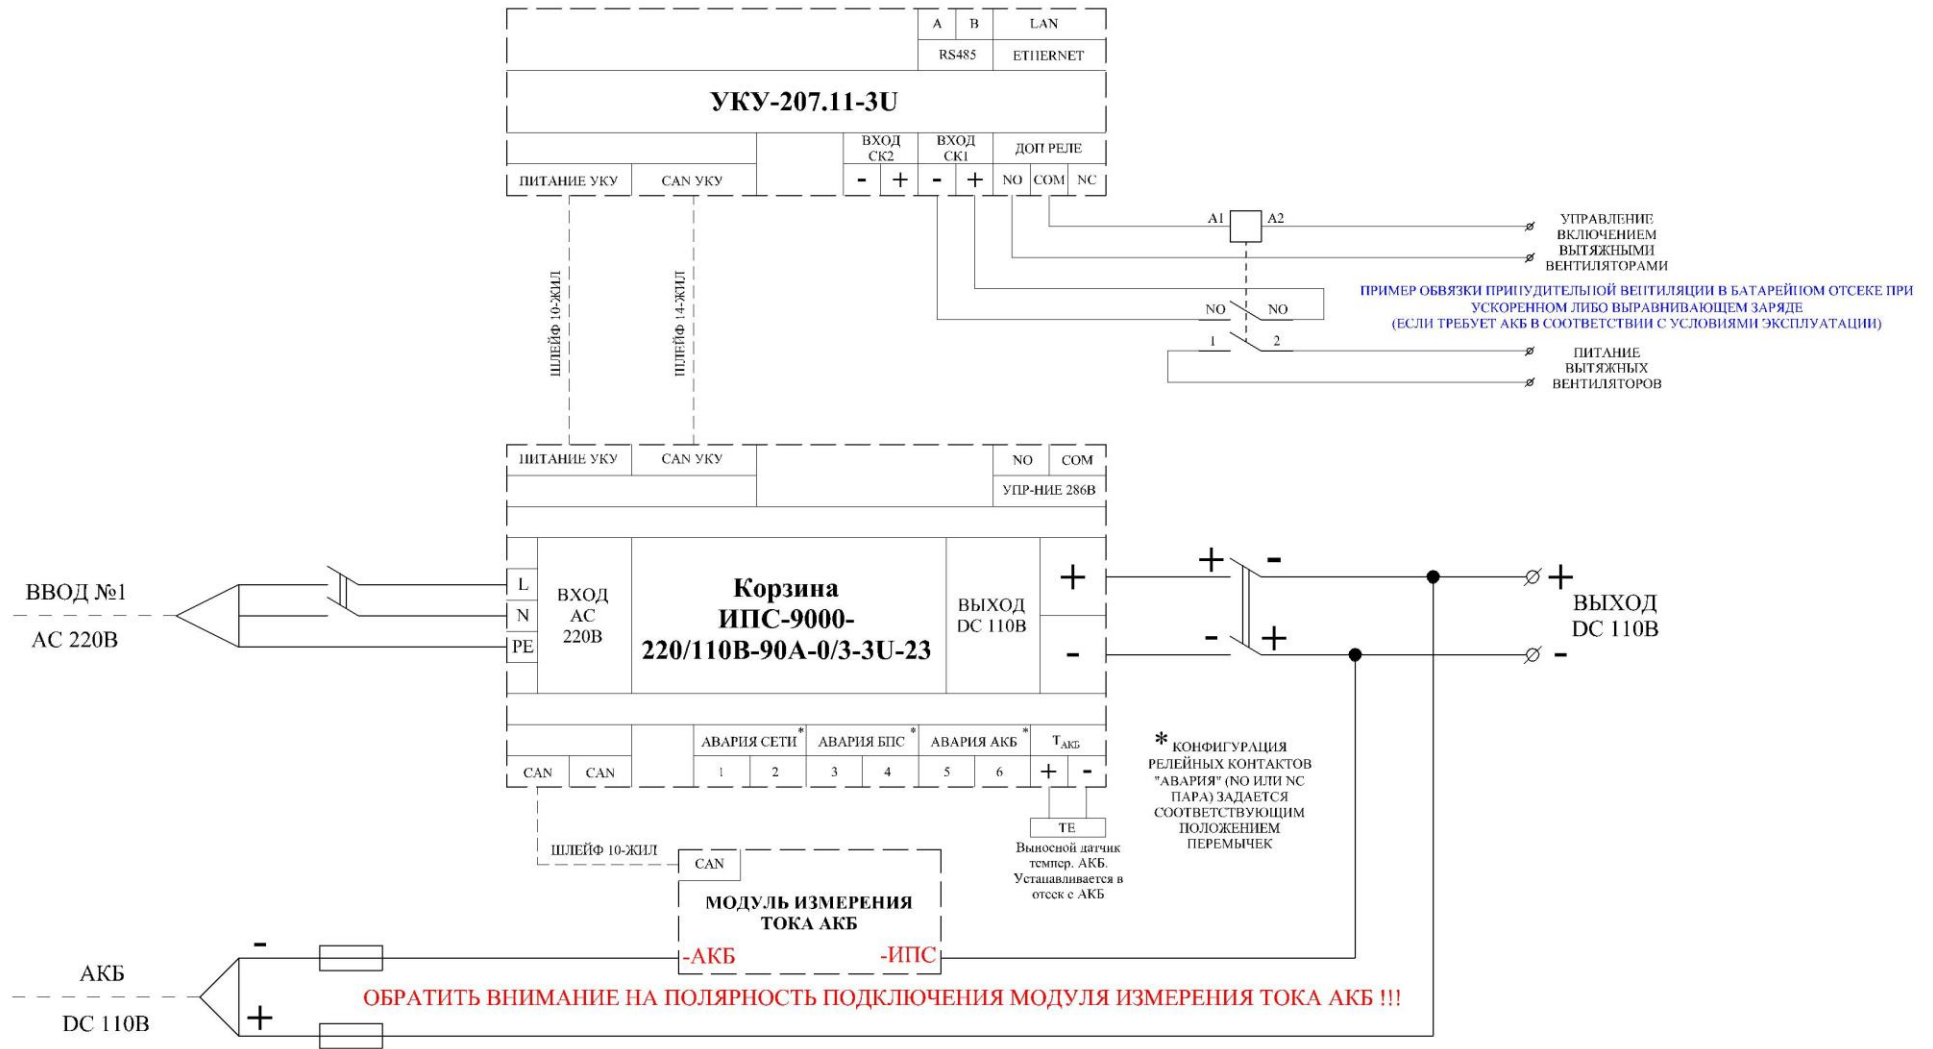 A B LAN
RS485 ETHERNET
УКУ-207.11-3U
ВХОД СК2
ВХОД СК1
ДОП РЕЛЕ
ПИТАНИЕ УКУ CAN УКУ - + - + NO COM NC
A1 A2
УПРАВЛЕНИЕ
ВКЛЮЧЕНИЕМ
ВЫТЯЖНЫМИ
ВЕНТИЛЯТОРАМИ
ШЛЕЙФ 10-ЖИЛ
ШЛЕЙФ 14-ЖИЛ
ПРИМЕР ОБВЯЗКИ ПРИНУДИТЕЛЬНОЙ ВЕНТИЛЯЦИИ В БАТАРЕЙНОМ ОТСЕКЕ ПРИ
УСКОРЕННОМ ЛИБО ВЫРАВНИВАЮЩЕМ ЗАРЯДЕ
(ЕСЛИ ТРЕБУЕТ АКБ В СООТВЕТСТВИИ С УСЛОВИЯМИ ЭКСПЛУАТАЦИИ)
NO NO
1 2
ПИТАНИЕ
ВЫТЯЖНЫХ
ВЕНТИЛЯТОРОВ
ПИТАНИЕ УКУ CAN УКУ NO COM
УПР-НИЕ 286В
ВВОД №1
AC 220В
L
N
PE
ВХОД
AC
220В
Корзина
ИПС-9000-
220/110В-90А-0/3-3U-23
ВЫХОД
DC 110В
+
-
+ -
- +
+
-
ВЫХОД
DC 110В
АВАРИЯ СЕТИ* АВАРИЯ БПС* АВАРИЯ АКБ* TАКБ
CAN CAN 1 2 3 4 5 6 + -
* КОНФИГУРАЦИЯ
РЕЛЕЙНЫХ КОНТАКТОВ
"АВАРИЯ" (NO ИЛИ NC
ПАРА) ЗАДАЕТСЯ
СООТВЕТСТВУЮЩИМ
ПОЛОЖЕНИЕМ
ПЕРЕМЫЧЕК
TE
Выносной датчик
темпер. АКБ.
Устанавливается в
отсек с АКБ
ШЛЕЙФ 10-ЖИЛ
CAN
МОДУЛЬ ИЗМЕРЕНИЯ
ТОКА АКБ
-АКБ -ИПС
АКБ
DC 110В
-
+
ОБРАТИТЬ ВНИМАНИЕ НА ПОЛЯРНОСТЬ ПОДКЛЮЧЕНИЯ МОДУЛЯ ИЗМЕРЕНИЯ ТОКА АКБ !!!